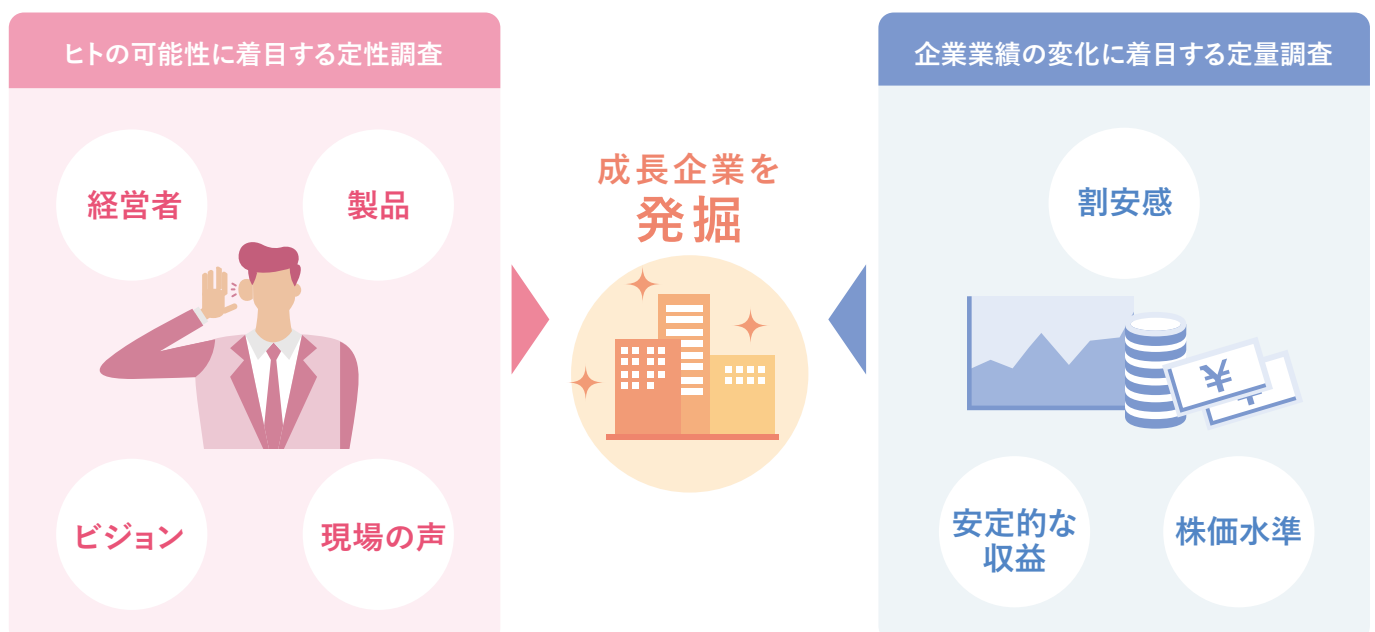 ヒトの可能性に着目する定性調査
経営者
製品
ビジョン
現場の声
成長企業を
発掘
企業業績の変化に着目する定量調査
割安感
¥
¥
安定的な
収益
株価水準